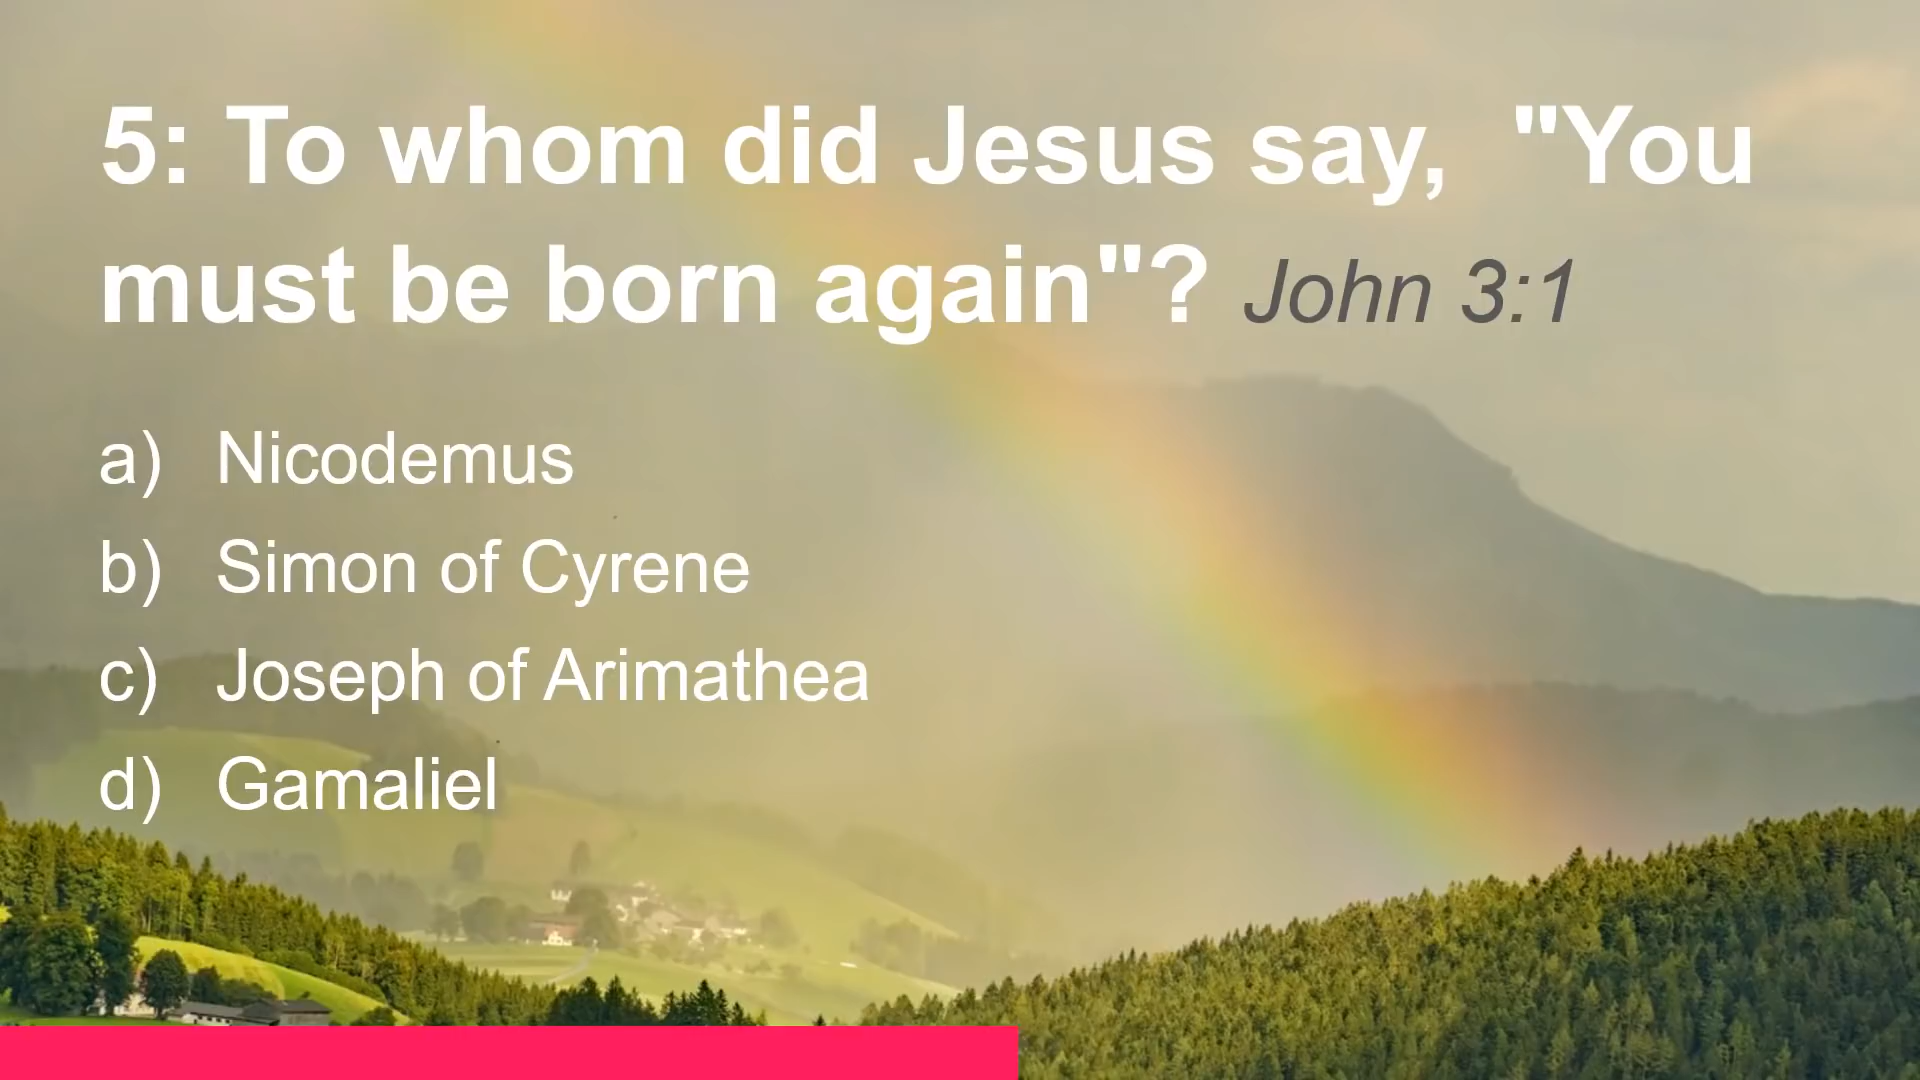 5: To whom did Jesus say,  "You
must be born again"? John 3:1
a) Nicodemus
b) Simon of Cyrene
c) Joseph of Arimathea
d) Gamaliel